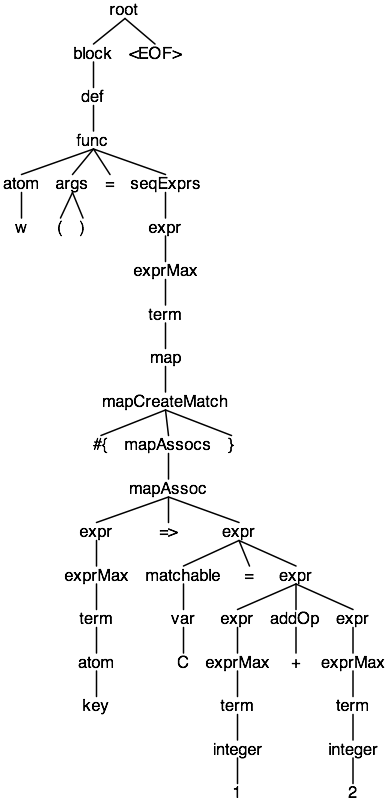 root
block <EOF>
def
func
atom args = seqExprs
w ( ) expr
exprMax
term
map
mapCreateMatch
#{ mapAssocs }
mapAssoc
expr => expr
exprMax matchable = expr
term var expr addOp expr
atom C exprMax + exprMax
key term term
integer integer
1 2